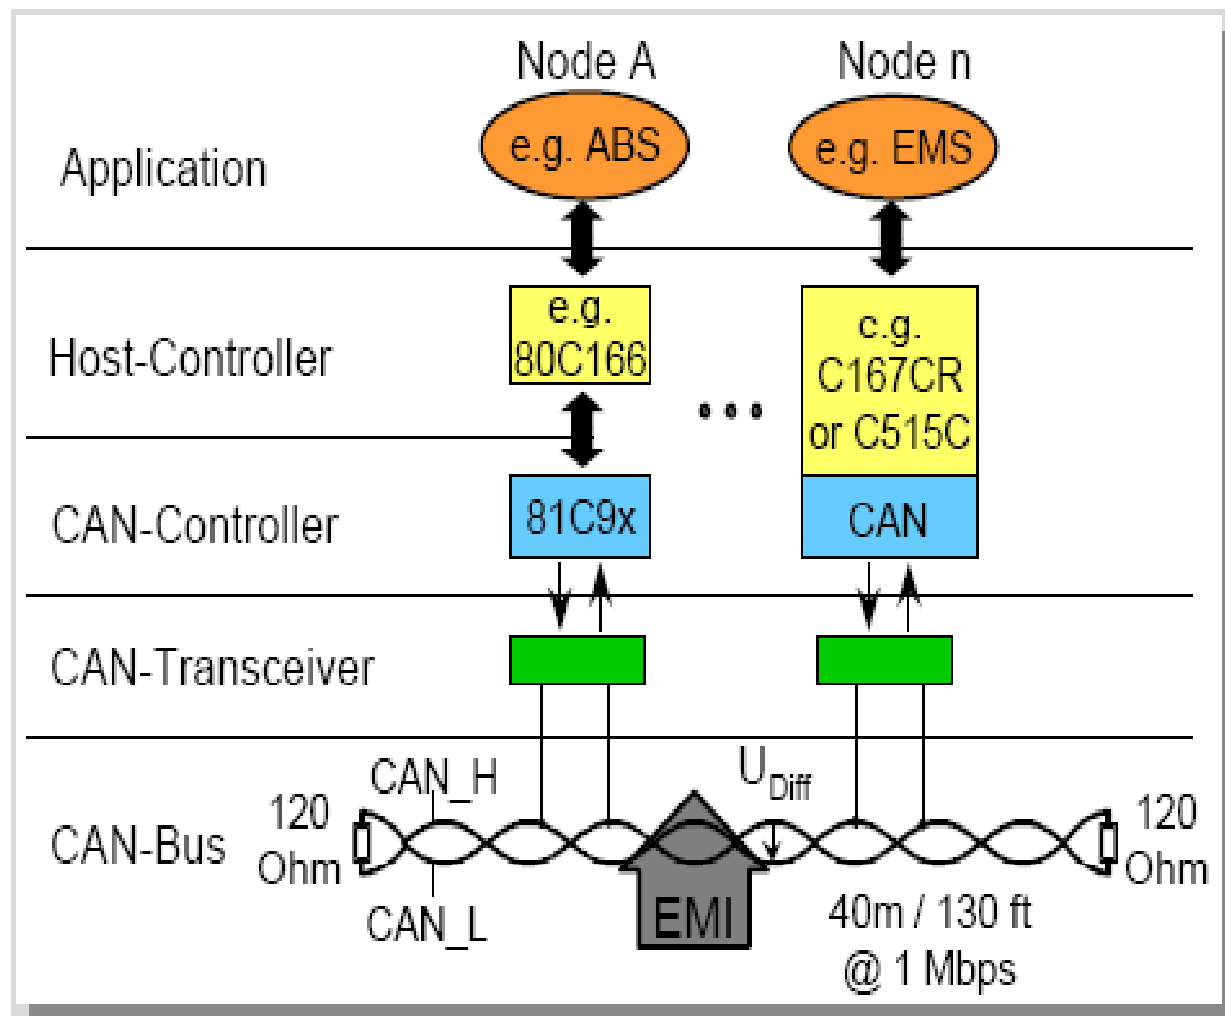 Node A
Node n
Application
e.g. ABS
e.g. EMS
Host-Controller
e.g.
80C166
...
c.g.
C167CR
or C515C
CAN-Controller
81C9x
CAN
CAN-Transceiver
CAN-Bus
120
Ohm
CAN_H
CAN_L
EMI
UDiff
40m / 130 ft
@ 1 Mbps
120
Ohm